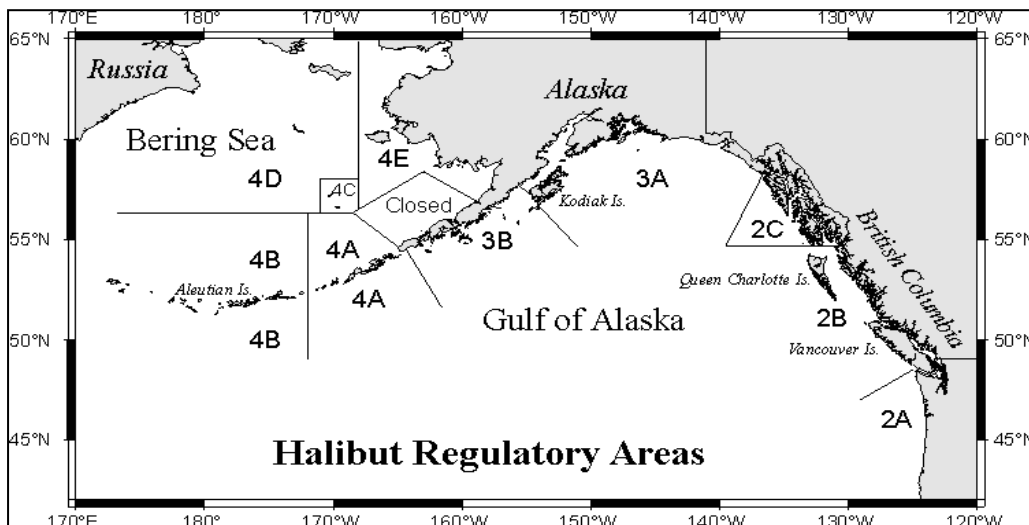 170°E 180° 170°W 160°W 150°W 140°W 130°W 120°W
65°N 65°N
Russia
Alaska
60°N 60°N
Bering Sea
4E
4D
4C
3A
Closed
Kodiak Is.
British Columbia
2C
3B
55°N 55°N
4B
4A
Aleutian Is.
4A
Queen Charlotte Is.
Gulf of Alaska
2B
50°N 50°N
4B
Vancouver Is.
2A
45°N 45°N
Halibut Regulatory Areas
170°E 180° 170°W 160°W 150°W 140°W 130°W 120°W